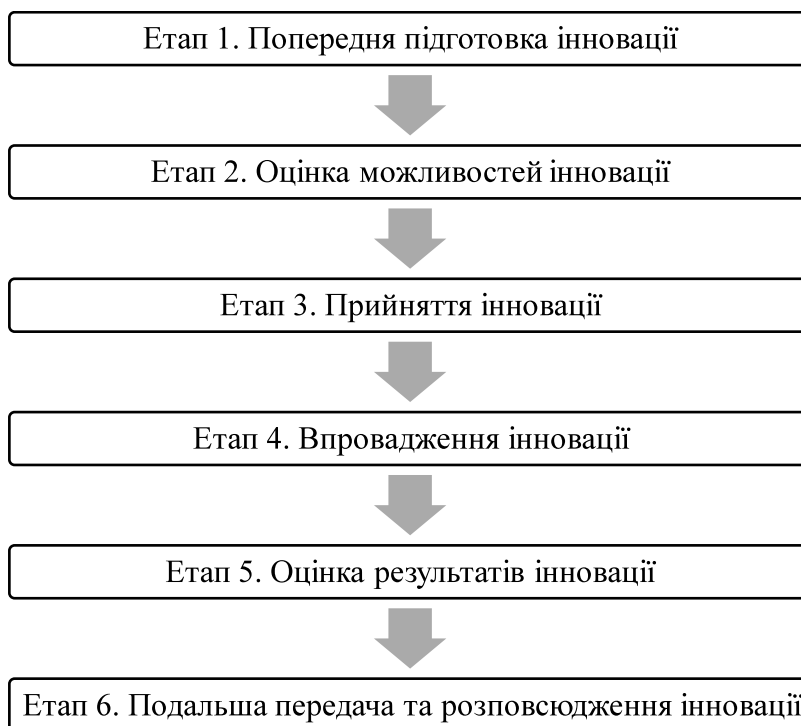 Етап 1. Попередня підготовка інновації
Етап 2. Оцінка можливостей інновації
Етап 3. Прийняття інновації
Етап 4. Впровадження інновації
Етап 5. Оцінка результатів інновації
Етап 6. Подальша передача та розповсюдження інновації